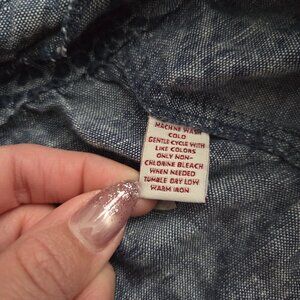 MACHINE WASH
COLD
GENTLE CYCLE WITH
LIKE COLORS
ONLY NON-
CHLORINE BLEACH
WHEN NEEDED
TUMBLE DRY LOW
WARM IRON